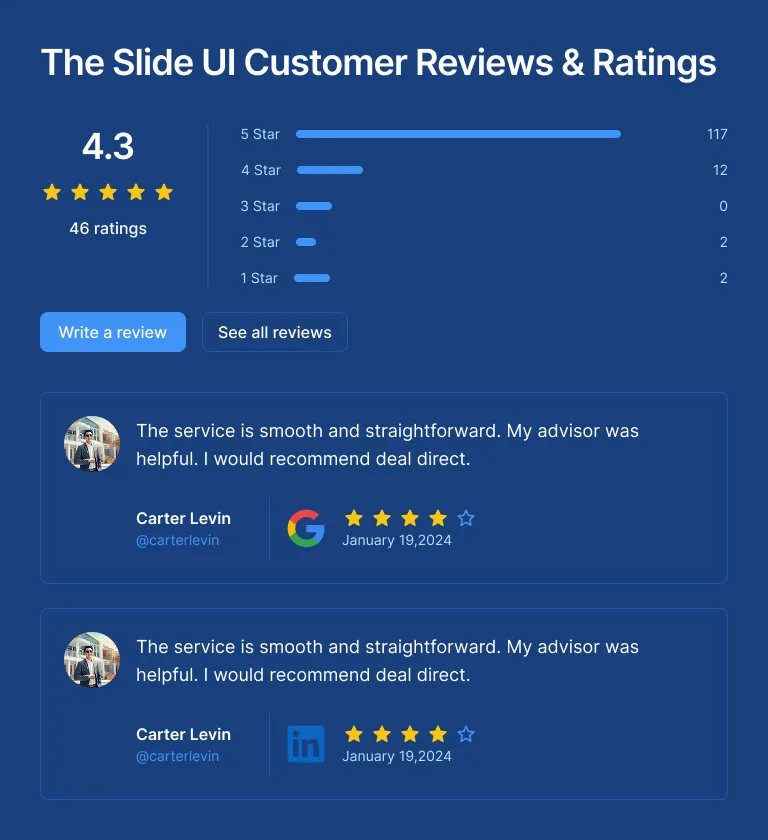 The Slide UI Customer Reviews & Ratings
4.3
46 ratings
5 Star 117
4 Star 12
3 Star 0
2 Star 2
1 Star 2
Write a review
See all reviews
The service is smooth and straightforward. My advisor was
helpful. I would recommend deal direct.
Carter Levin
@carterlevin
January 19,2024
The service is smooth and straightforward. My advisor was
helpful. I would recommend deal direct.
Carter Levin
@carterlevin
in
January 19,2024